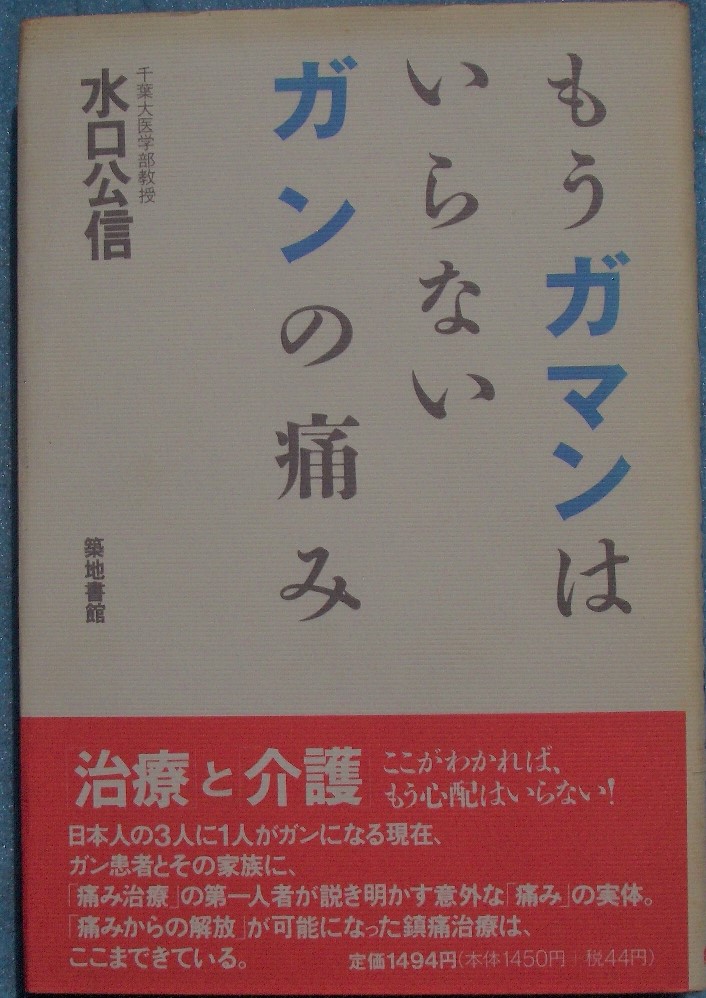 もうガマンは
いらない
ガンの痛み
千葉大医学部教授
水口公信
築地書館
「治療」と「介護」
ここがわかれば、
もう心配はいらない!
日本人の3人に1人がガンになる現在、
ガン患者とその家族に、
「痛み治療」の第一人者が説き明かす意外な「痛み」の実体。
「痛みからの解放」が可能になった鎮痛治療は、
ここまできている。
定価1494円(本体1450円+税44円)